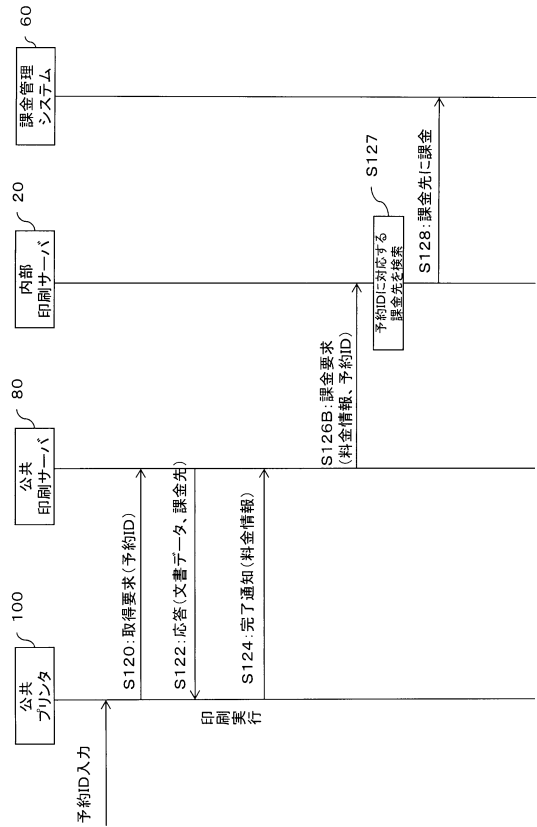 公共
プリンタ
100
公共
印刷サーバ
80
内部
印刷サーバ
20
課金管理
システム
60
予約ID入力
S120:取得要求(予約ID)
S122:応答(文書データ、課金先)
印刷
実行
S124:完了通知(料金情報)
S126B:課金要求
(料金情報、予約ID)
予約IDに対応する
課金先を検索
S127
S128:課金先に課金